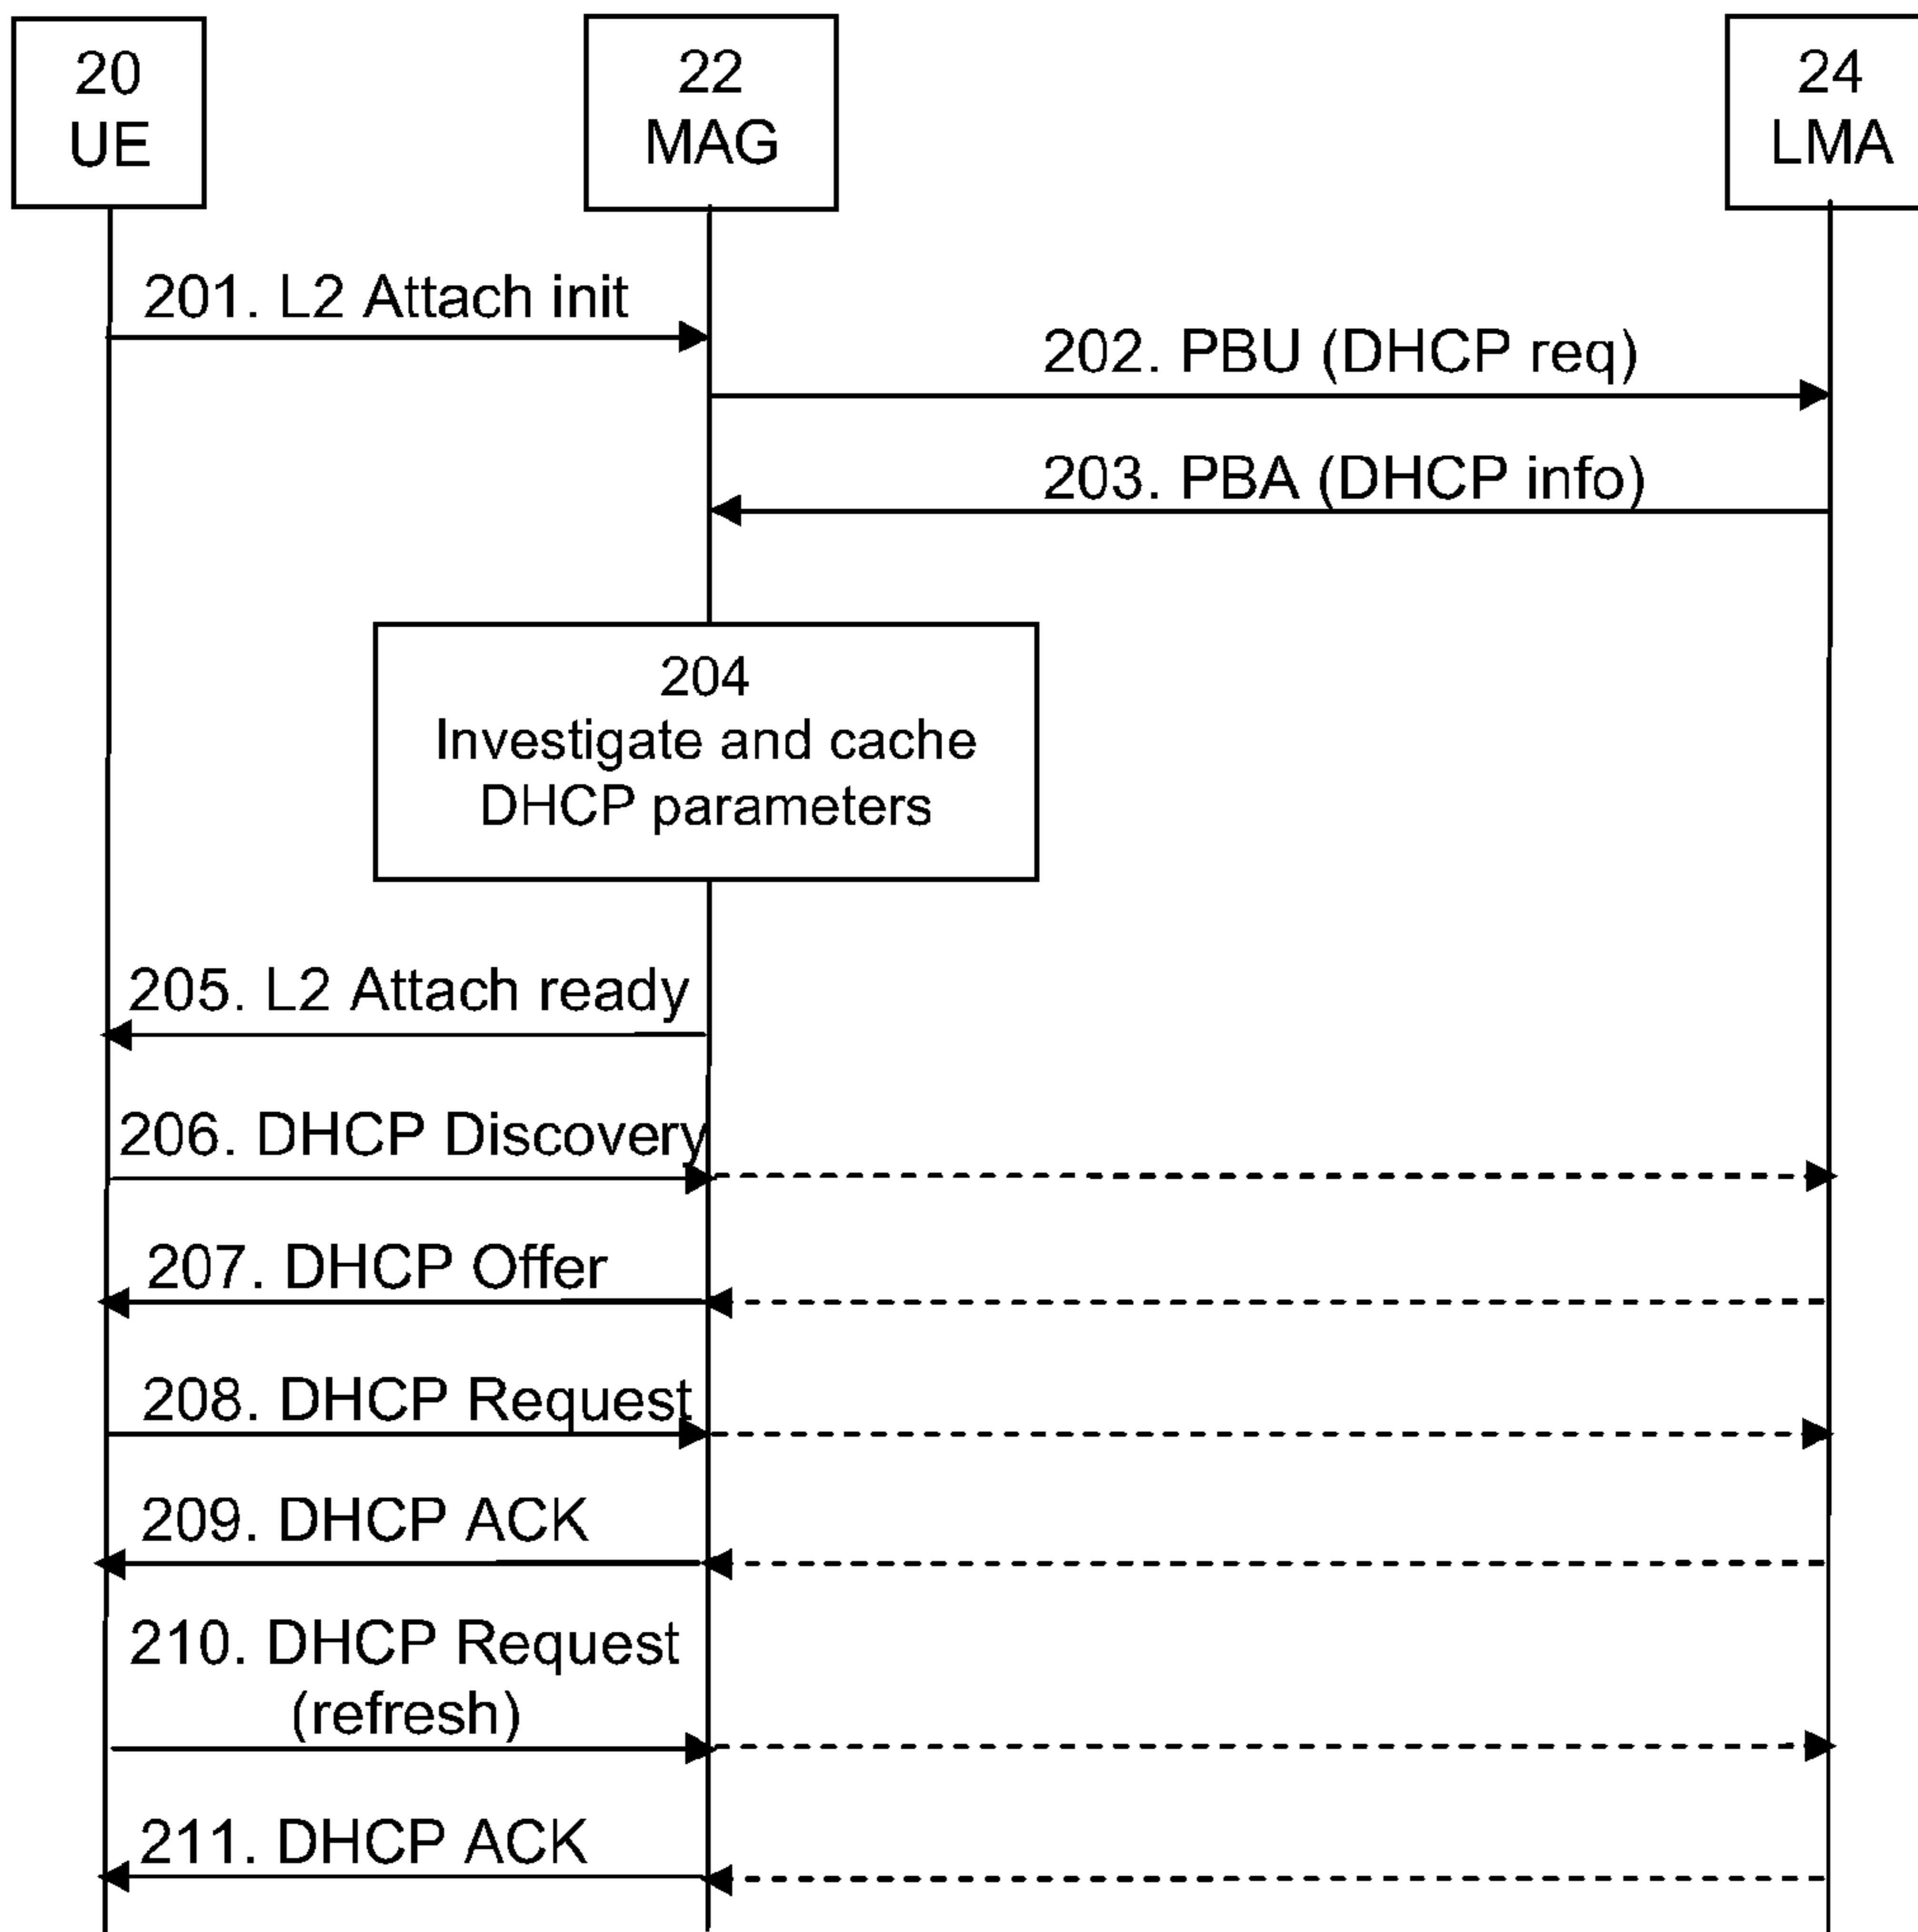 20
UE
22
MAG
24
LMA
201. L2 Attach init
202. PBU (DHCP req)
203. PBA (DHCP info)
204
Investigate and cache
DHCP parameters
205. L2 Attach ready
206. DHCP Discovery
207. DHCP Offer
208. DHCP Request
209. DHCP ACK
210. DHCP Request
(refresh)
211. DHCP ACK